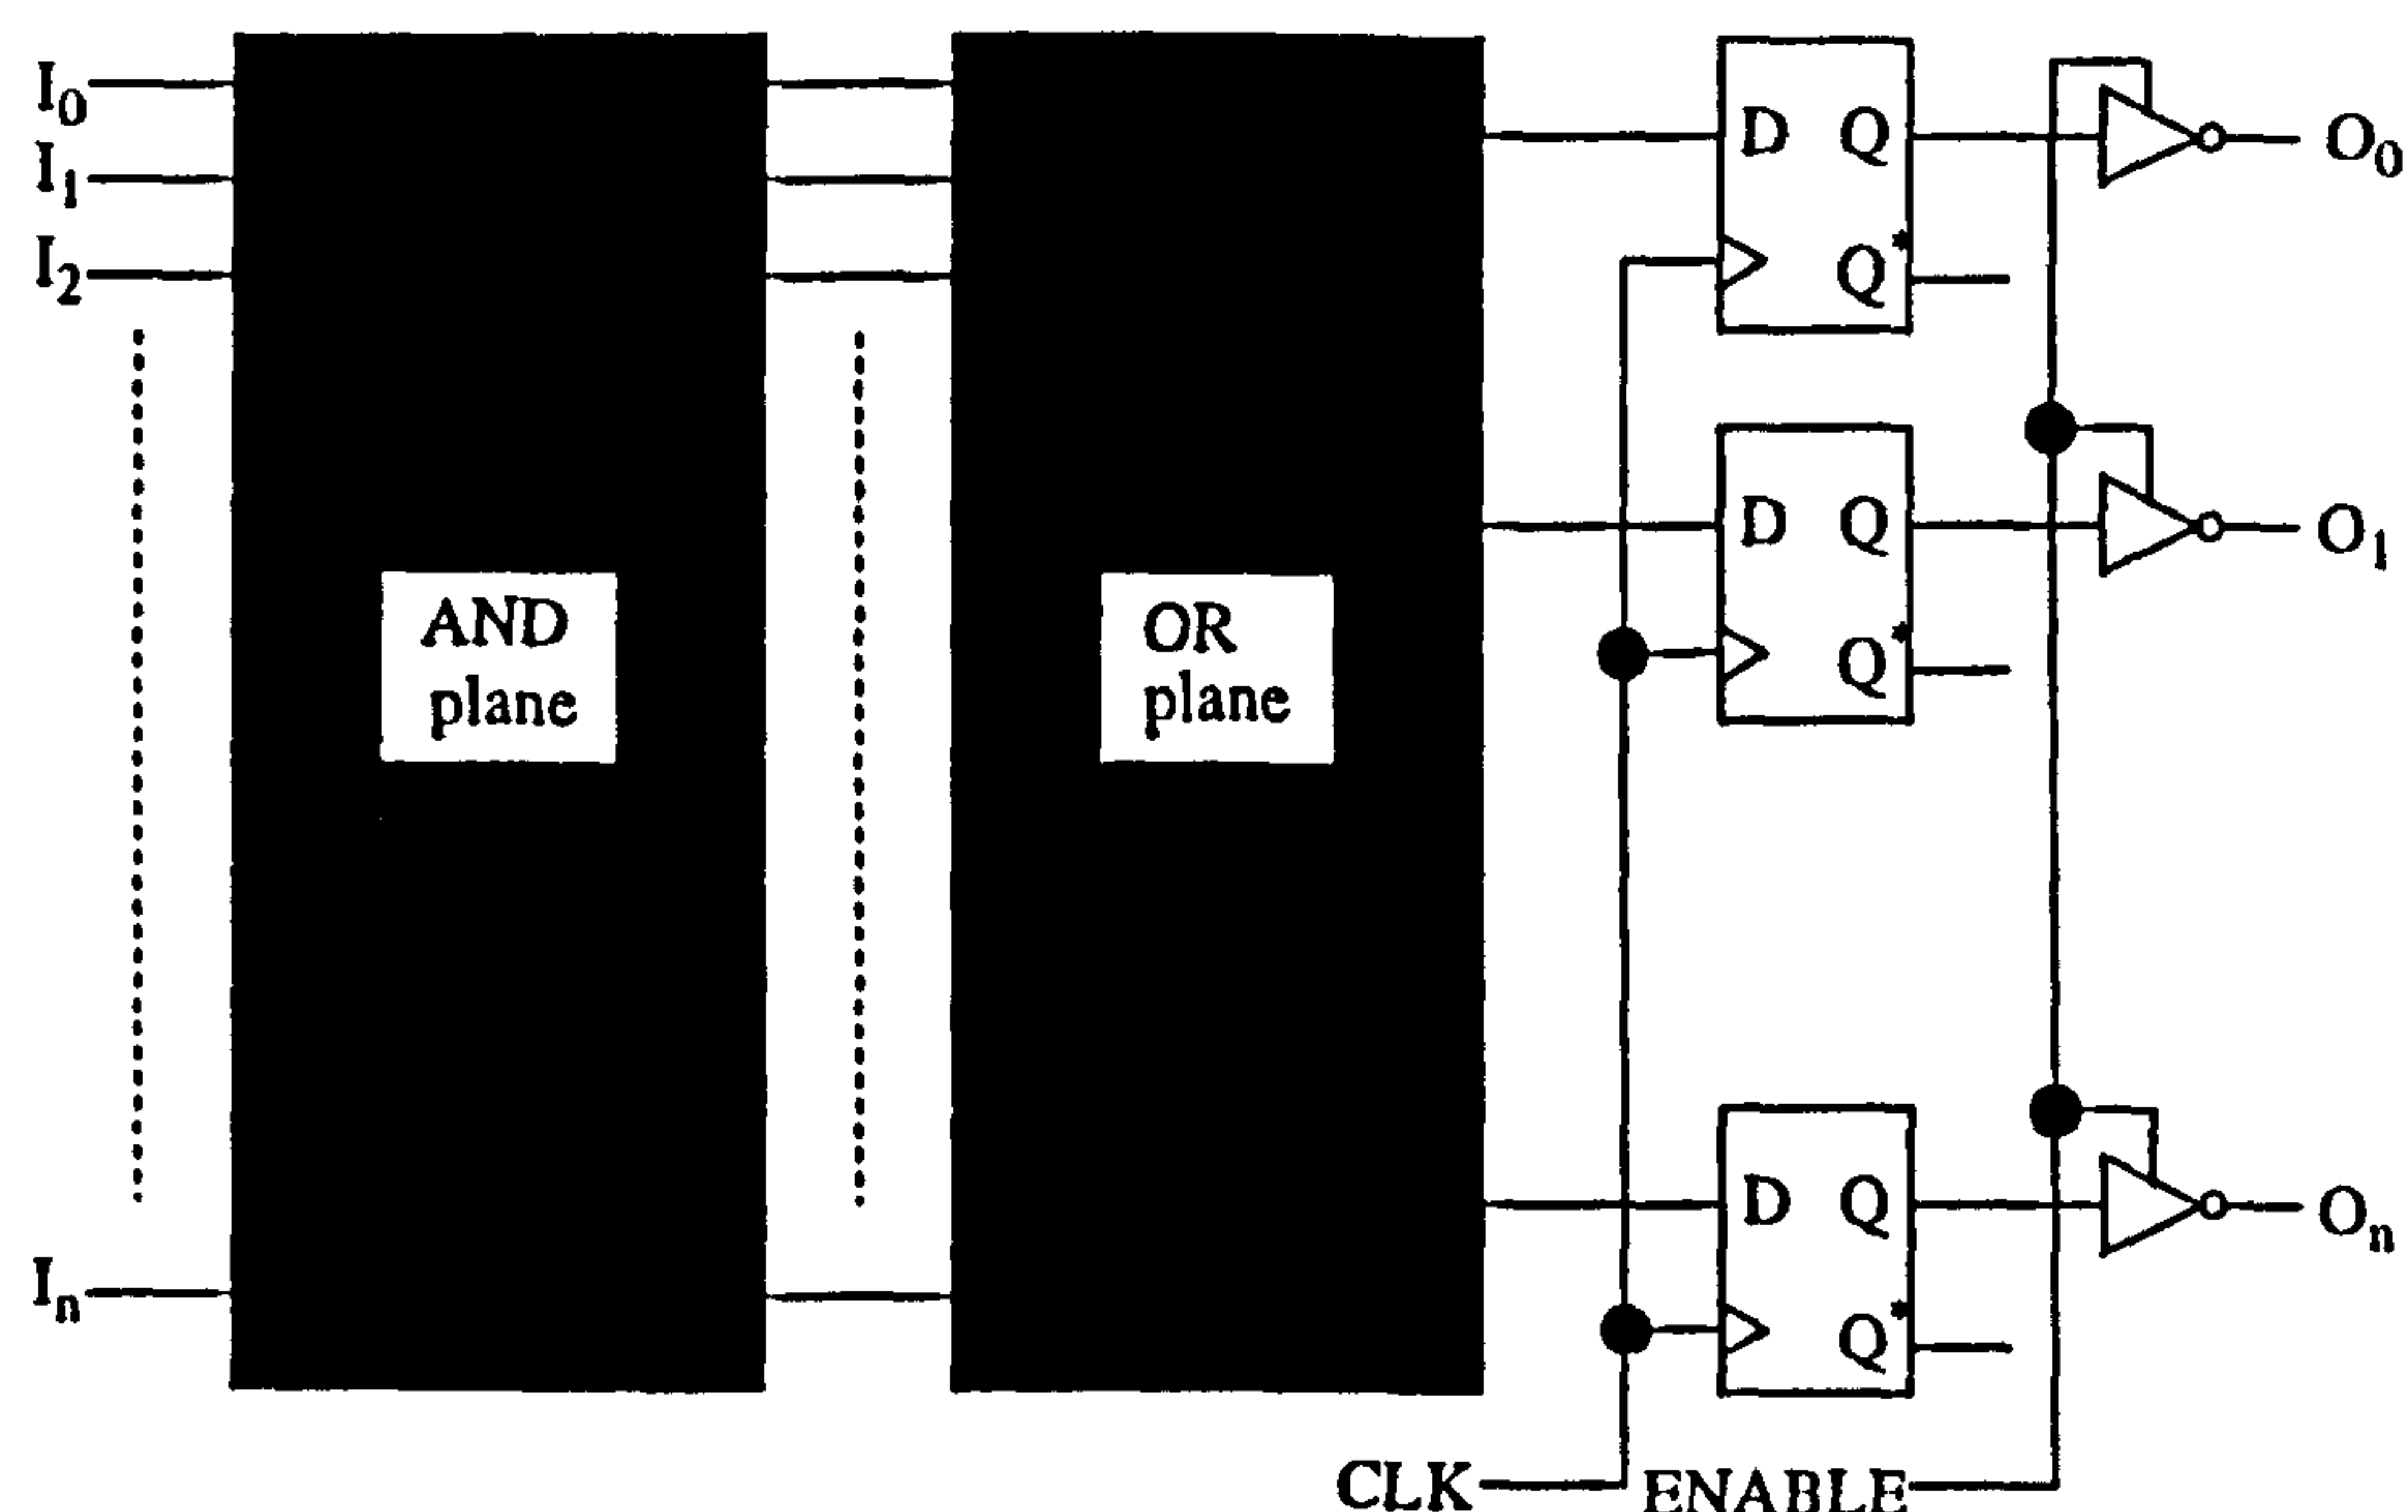 I₀
I₁
I₂
Iₙ
AND
plane
OR
plane
D Q
Q*
D Q
Q*
D Q
Q*
O₀
O₁
Oₙ
CLK
ENABLE